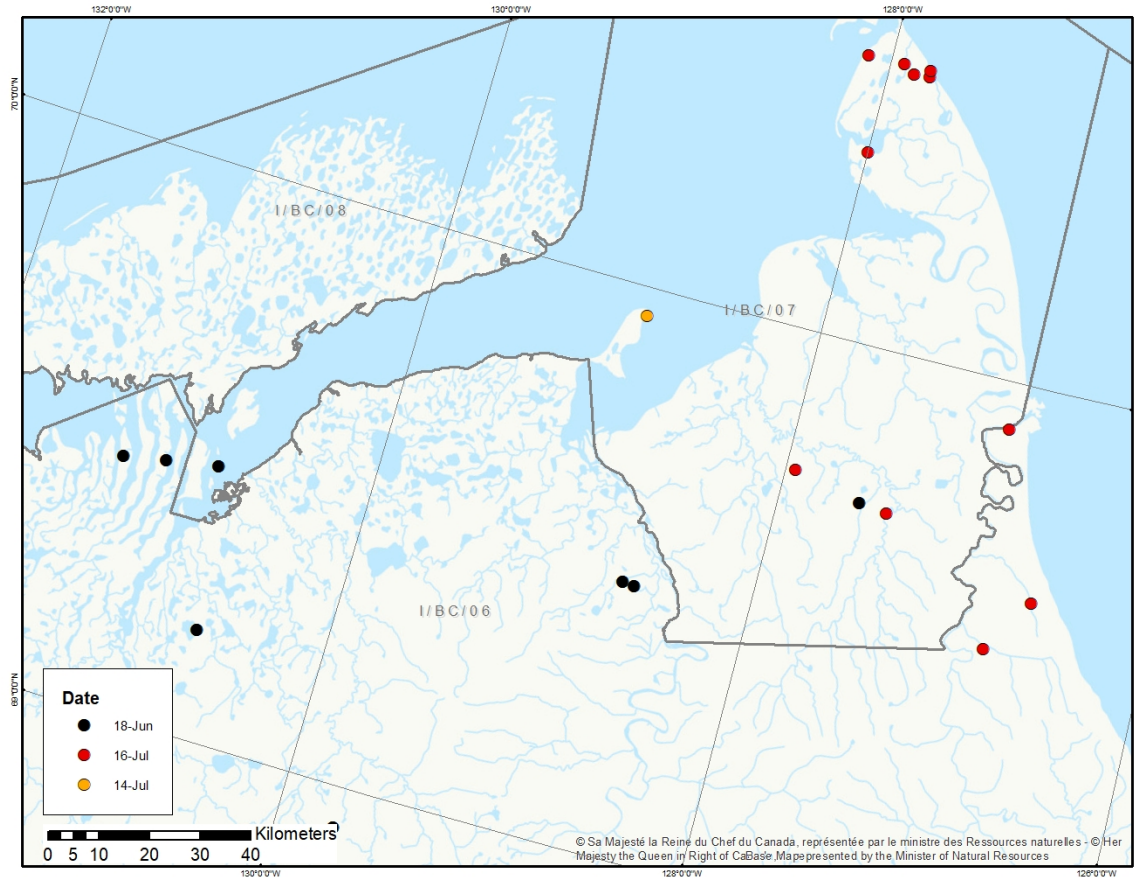 132°0'0"W
130°0'0"W
128°0'0"W
70°0'0"N
I/BC/08
I/BC/07
I/BC/06
69°0'0"N
Date
18-Jun
16-Jul
14-Jul
Kilometers
0 5 10 20 30 40
© Sa Majesté la Reine du Chef du Canada, représentée par le ministre des Ressources naturelles - © Her
Majesty the Queen in Right of represented by the Minister of Natural Resources
130°0'0"W
128°0'0"W
126°0'0"W